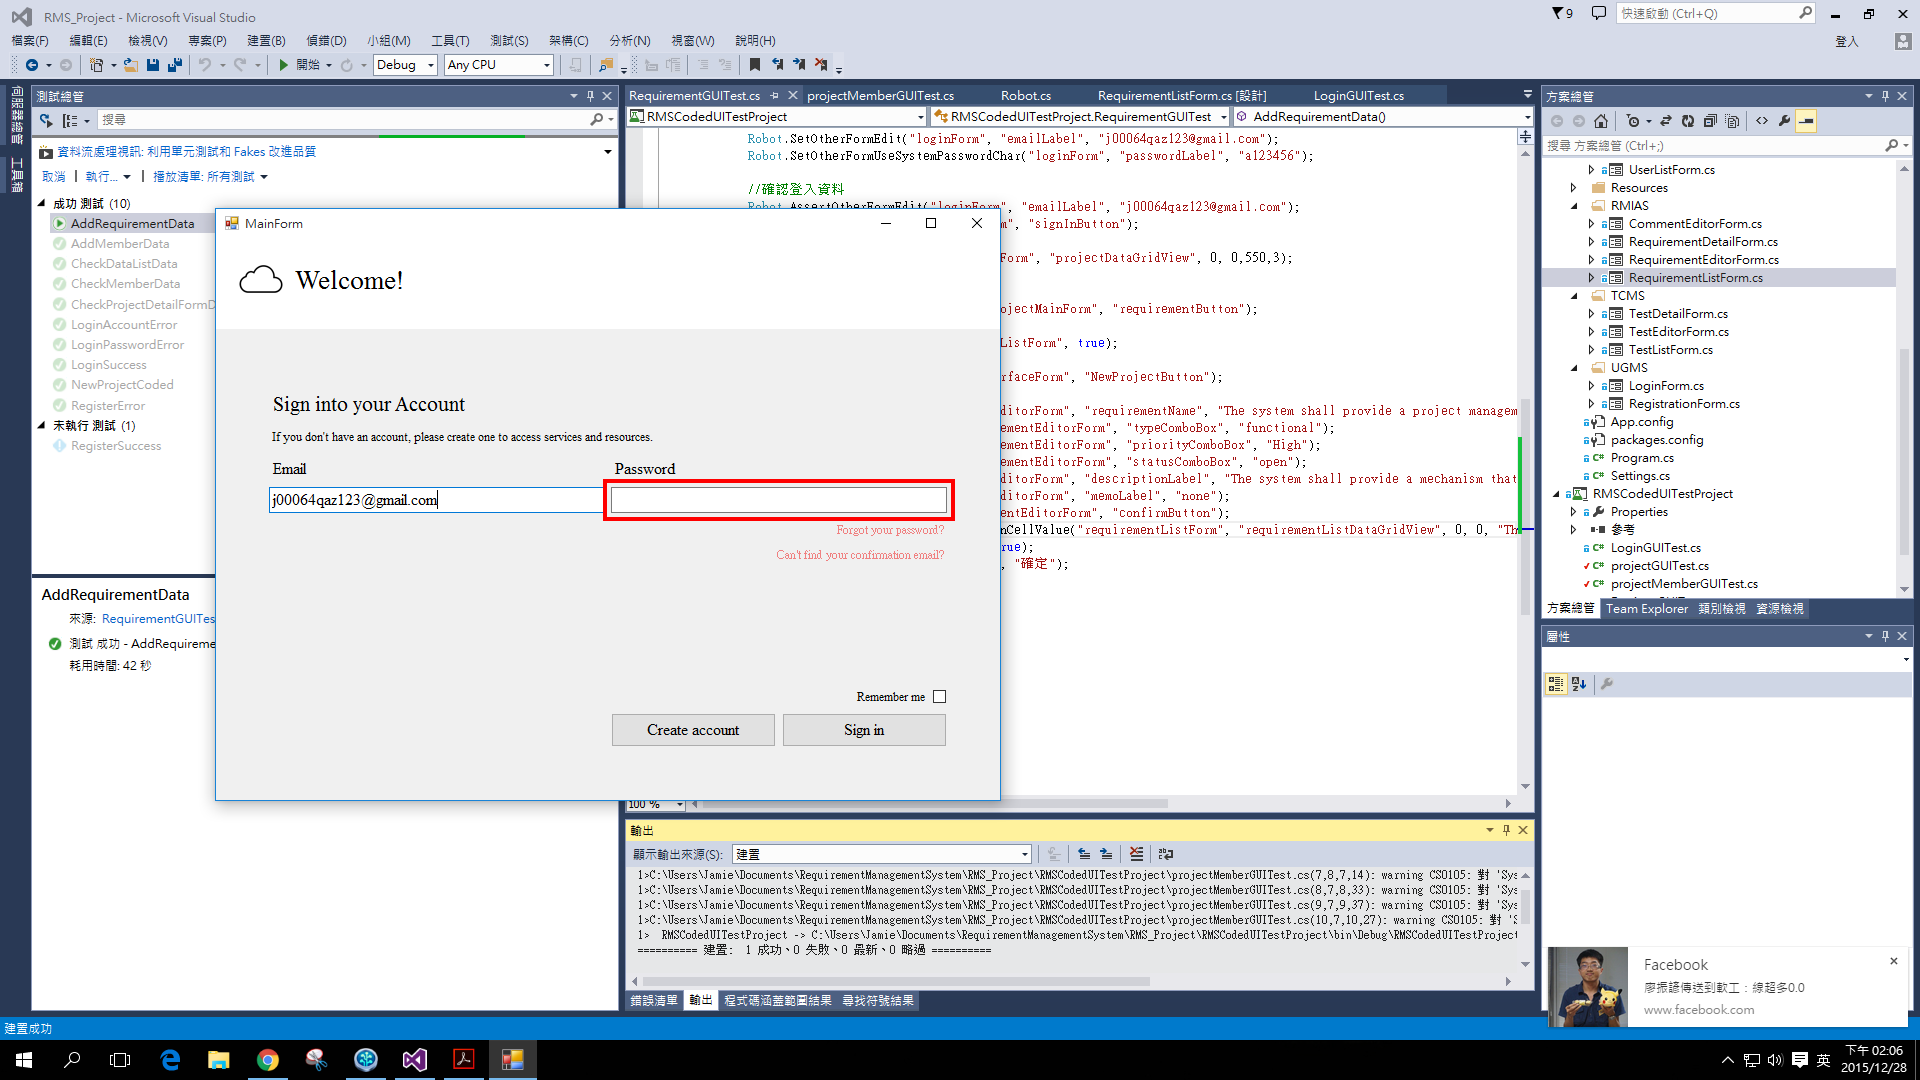 RMS_Project - Microsoft Visual Studio
9
快速啟動 (Ctrl+Q)
檔案(F) 編輯(E) 檢視(V) 專案(P) 建置(B) 偵錯(D) 小組(M) 工具(T) 測試(S) 架構(C) 分析(N) 視窗(W) 說明(H)
登入
開始 Debug Any CPU
伺服器總管
工具箱
測試總管
搜尋
資料流處理視訊: 利用單元測試和 Fakes 改進品質
取消 | 執行... | 播放清單: 所有測試
成功 測試 (10)
AddRequirementData
AddMemberData
CheckDataListData
CheckMemberData
CheckProjectDetailFormD
LoginAccountError
LoginPasswordError
LoginSuccess
NewProjectCoded
RegisterError
未執行 測試 (1)
RegisterSuccess
AddRequirementData
來源: RequirementGUITes
測試 成功 - AddRequireme
耗用時間: 42 秒
MainForm
Welcome!
Sign into your Account
If you don't have an account, please create one to access services and resources.
Email Password
j00064qaz123@gmail.com
Forgot your password?
Can't find your confirmation email?
Remember me
Create account Sign in
RequirementGUITest.cs projectMemberGUITest.cs Robot.cs RequirementListForm.cs [設計] LoginGUITest.cs
RMSCodedUITestProject RMSCodedUITestProject.RequirementGUITest AddRequirementData()
Robot.SetOtherFormEdit("loginForm", "emailLabel", "j00064qaz123@gmail.com");
Robot.SetOtherFormUseSystemPasswordChar("loginForm", "passwordLabel", "a123456");
//確認登入資料
Robot.AssertOtherFormEdit("loginForm", "emailLabel", "j00064qaz123@gmail.com");
m", "signInButton");
orm", "projectDataGridView", 0, 0,550,3);
ojectMainForm", "requirementButton");
ListForm", true);
rfaceForm", "NewProjectButton");
ditorForm", "requirementName", "The system shall provide a project managem
ementEditorForm", "typeComboBox", "functional");
ementEditorForm", "priorityComboBox", "High");
ementEditorForm", "statusComboBox", "open");
ditorForm", "descriptionLabel", "The system shall provide a mechanism that
ditorForm", "memoLabel", "none");
entEditorForm", "confirmButton");
nCellValue("requirementListForm", "requirementListDataGridView", 0, 0, "Th
rue);
, "確定");
100 %
輸出
顯示輸出來源(S): 建置
1>C:\Users\Jamie\Documents\RequirementManagementSystem\RMS_Project\RMSCodedUITestProject\projectMemberGUITest.cs(7,8,7,14): warning CS0105: 對 'Sys
1>C:\Users\Jamie\Documents\RequirementManagementSystem\RMS_Project\RMSCodedUITestProject\projectMemberGUITest.cs(8,7,8,33): warning CS0105: 對 'Sys
1>C:\Users\Jamie\Documents\RequirementManagementSystem\RMS_Project\RMSCodedUITestProject\projectMemberGUITest.cs(9,7,9,37): warning CS0105: 對 'Sys
1>C:\Users\Jamie\Documents\RequirementManagementSystem\RMS_Project\RMSCodedUITestProject\projectMemberGUITest.cs(10,7,10,27): warning CS0105: 對 'S
1> RMSCodedUITestProject -> C:\Users\Jamie\Documents\RequirementManagementSystem\RMS_Project\RMSCodedUITestProject\bin\Debug\RMSCodedUITestProject
========== 建置: 1 成功、0 失敗、0 最新、0 略過 ==========
錯誤清單 輸出 程式碼涵蓋範圍結果 尋找符號結果
方案總管
搜尋 方案總管 (Ctrl+;)
UserListForm.cs
Resources
RMIAS
CommentEditorForm.cs
RequirementDetailForm.cs
RequirementEditorForm.cs
RequirementListForm.cs
TCMS
TestDetailForm.cs
TestEditorForm.cs
TestListForm.cs
UGMS
LoginForm.cs
RegistrationForm.cs
App.config
packages.config
Program.cs
Settings.cs
RMSCodedUITestProject
Properties
參考
LoginGUITest.cs
projectGUITest.cs
projectMemberGUITest.cs
方案總管 Team Explorer 類別檢視 資源檢視
屬性
Facebook
廖振諺傳送到軟工：線超多0.0
www.facebook.com
建置成功
英
下午 02:06
2015/12/28